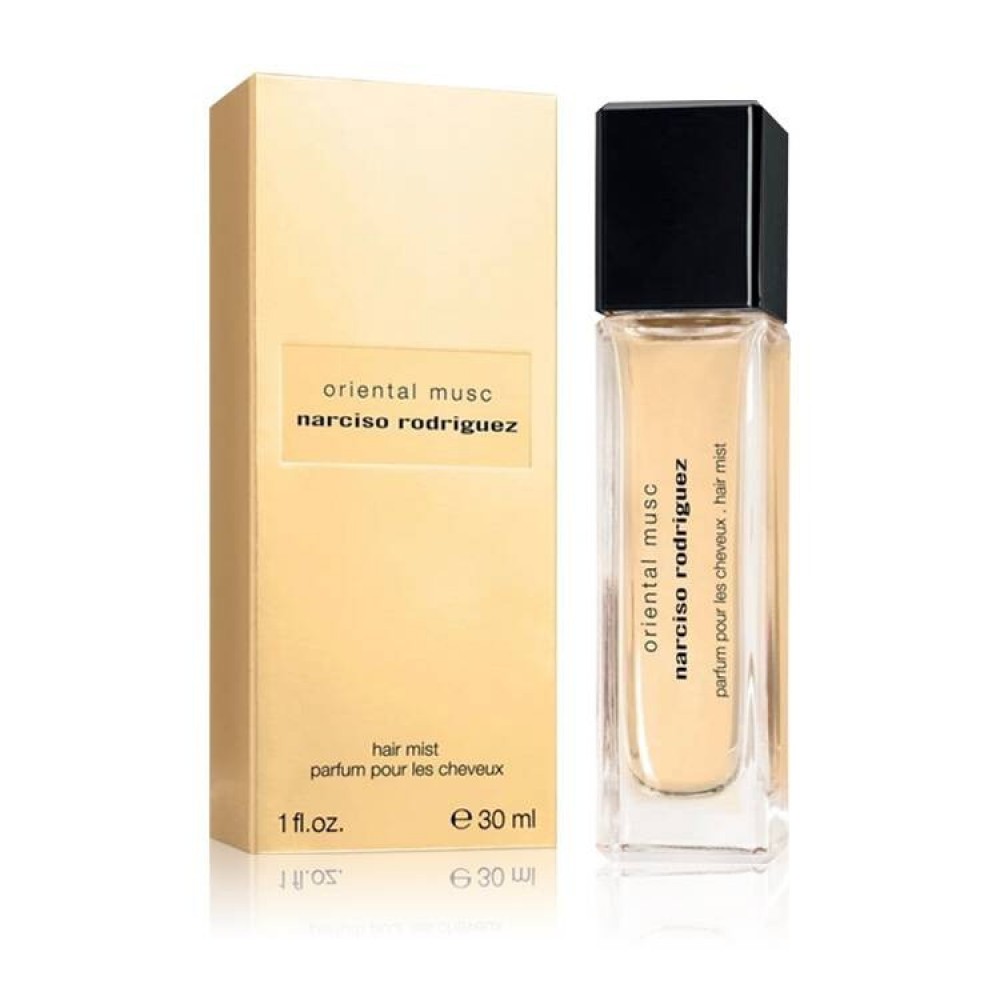 oriental musc
narciso rodriguez
hair mist
parfum pour les cheveux
1 fl.oz.
℮ 30 ml
oriental musc
narciso rodriguez
parfum pour les cheveux . hair mist